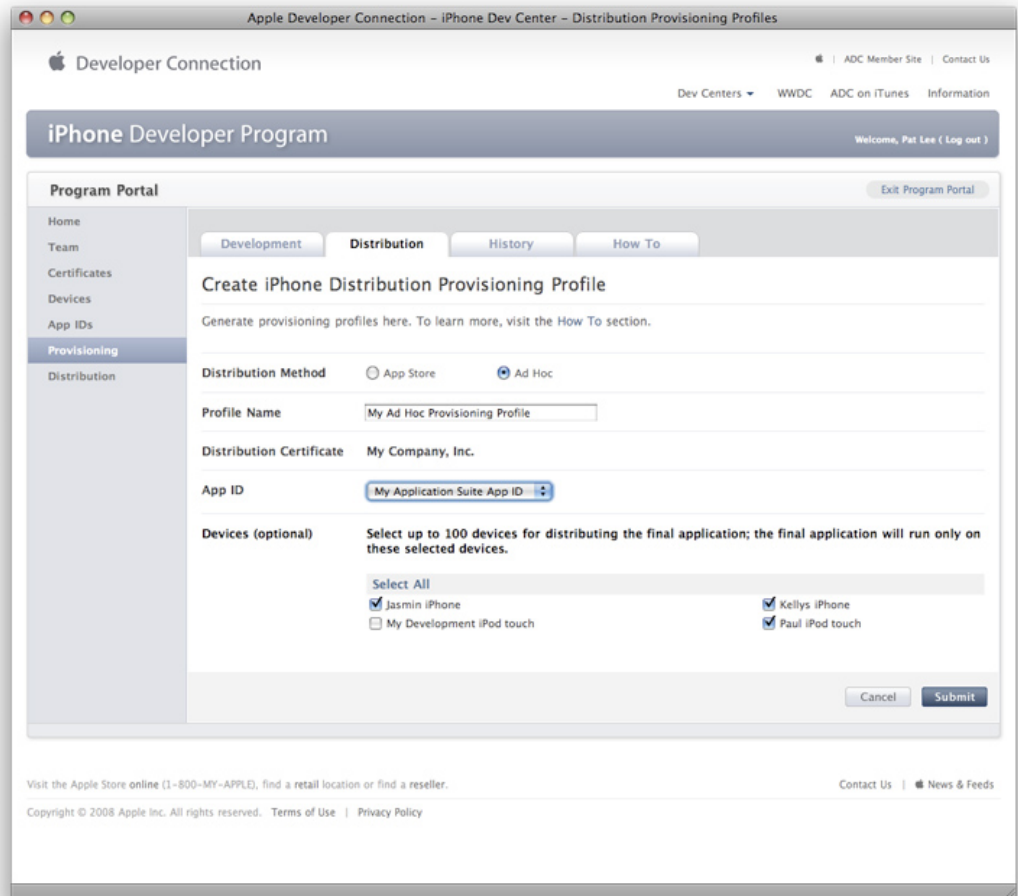 Apple Developer Connection – iPhone Dev Center – Distribution Provisioning Profiles
Developer Connection
| ADC Member Site | Contact Us
Dev Centers WWDC ADC on iTunes Information
iPhone Developer Program
Welcome, Pat Lee ( Log out )
Program Portal
Exit Program Portal
Home
Team
Certificates
Devices
App IDs
Provisioning
Distribution
Development Distribution History How To
Create iPhone Distribution Provisioning Profile
Generate provisioning profiles here. To learn more, visit the How To section.
Distribution Method App Store Ad Hoc
Profile Name My Ad Hoc Provisioning Profile
Distribution Certificate My Company, Inc.
App ID My Application Suite App ID
Devices (optional) Select up to 100 devices for distributing the final application; the final application will run only on
these selected devices.
Select All
Jasmin iPhone Kellys iPhone
My Development iPod touch Paul iPod touch
Cancel Submit
Visit the Apple Store online (1-800-MY-APPLE), find a retail location or find a reseller.
Contact Us | News & Feeds
Copyright © 2008 Apple Inc. All rights reserved. Terms of Use | Privacy Policy